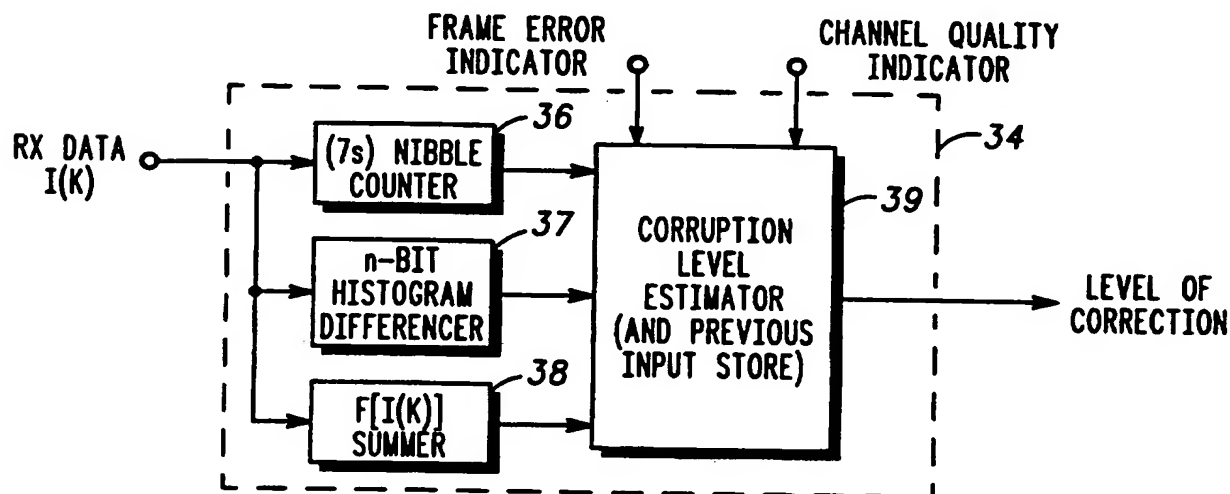 FRAME ERROR
INDICATOR
CHANNEL QUALITY
INDICATOR
RX DATA
I(K)
(7s) NIBBLE
COUNTER
36
n-BIT
HISTOGRAM
DIFFERENCER
37
F[I(K)]
SUMMER
38
CORRUPTION
LEVEL
ESTIMATOR
(AND PREVIOUS
INPUT STORE)
39
34
LEVEL OF
CORRECTION